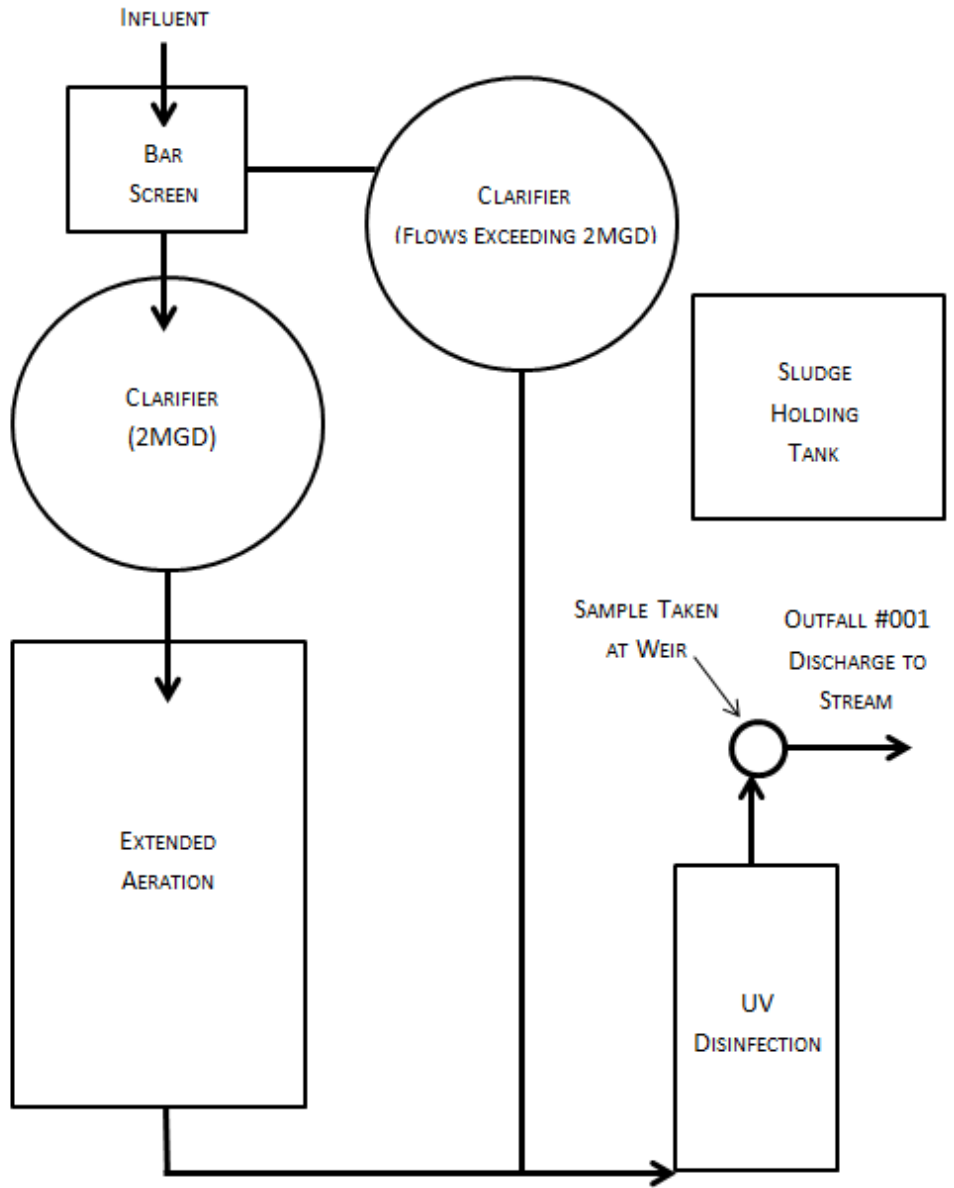 INFLUENT
BAR
SCREEN
CLARIFIER
(FLOWS EXCEEDING 2MGD)
CLARIFIER
(2MGD)
SLUDGE
HOLDING
TANK
SAMPLE TAKEN
AT WEIR
OUTFALL #001
DISCHARGE TO
STREAM
EXTENDED
AERATION
UV
DISINFECTION